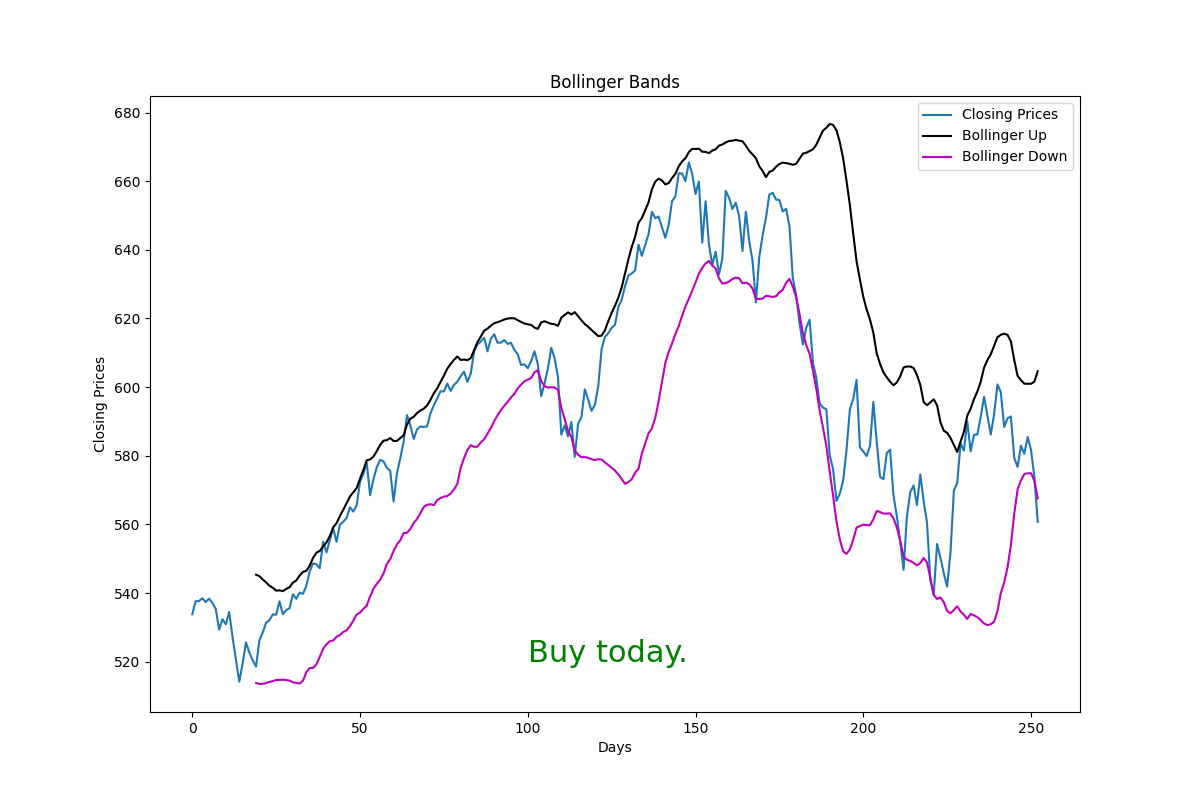 Bollinger Bands
Closing Prices
Bollinger Up
Bollinger Down
680
660
640
620
600
580
560
540
520
Closing Prices
Buy today.
0
50
100
150
200
250
Days